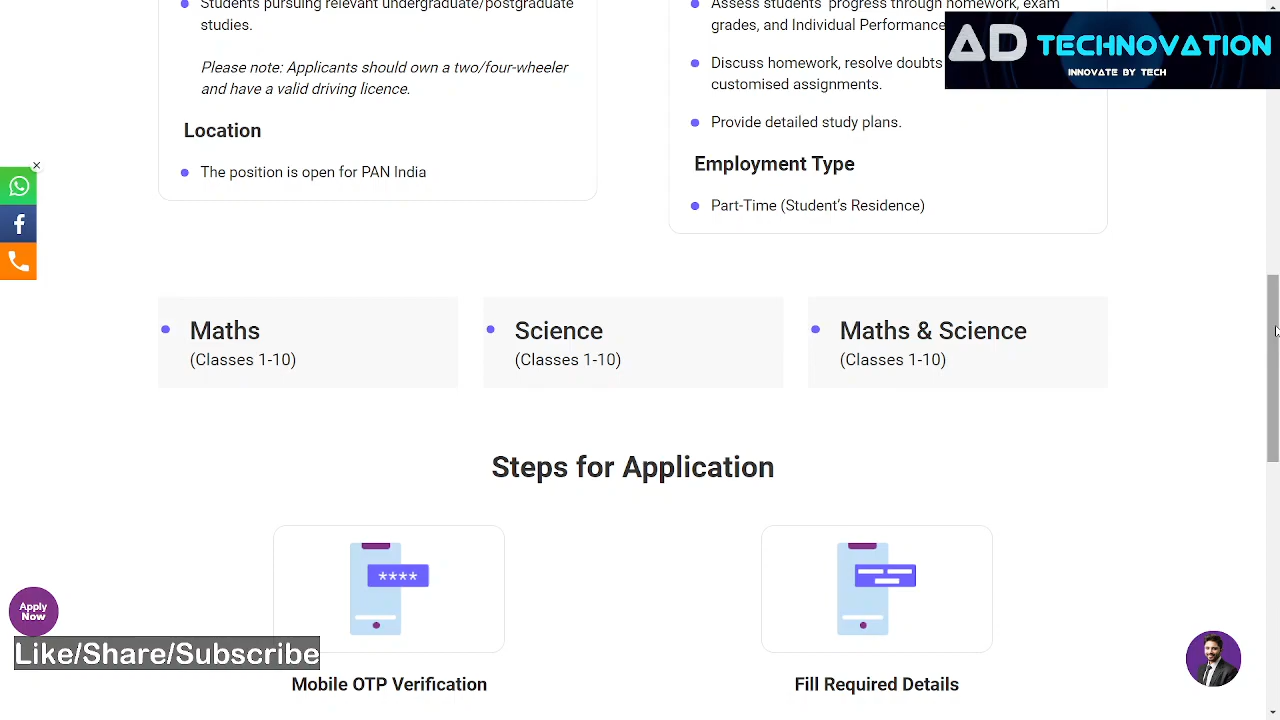 Students pursuing relevant undergraduate/postgraduate
studies.
Please note: Applicants should own a two/four-wheeler
and have a valid driving licence.
Location
The position is open for PAN India
Assess students' progress through homework, exam
grades, and Individual Performance
Discuss homework, resolve doubts
customised assignments.
Provide detailed study plans.
Employment Type
Part-Time (Student's Residence)
AD TECHNOVATION
INNOVATE BY TECH
Maths
(Classes 1-10)
Science
(Classes 1-10)
Maths & Science
(Classes 1-10)
Steps for Application
****
Mobile OTP Verification
Fill Required Details
Apply
Now
Like/Share/Subscribe